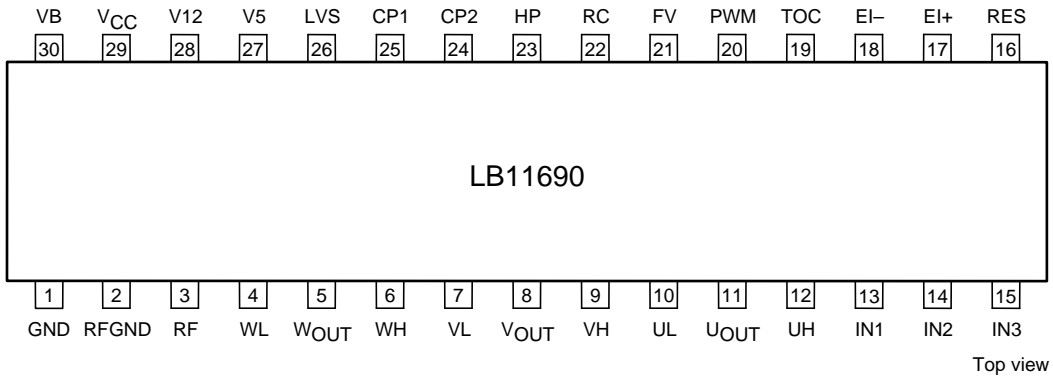 VB VCC V12 V5 LVS CP1 CP2 HP RC FV PWM TOC EI– EI+ RES
30 29 28 27 26 25 24 23 22 21 20 19 18 17 16
LB11690
1 2 3 4 5 6 7 8 9 10 11 12 13 14 15
GND RFGND RF WL WOUT WH VL VOUT VH UL UOUT UH IN1 IN2 IN3
Top view